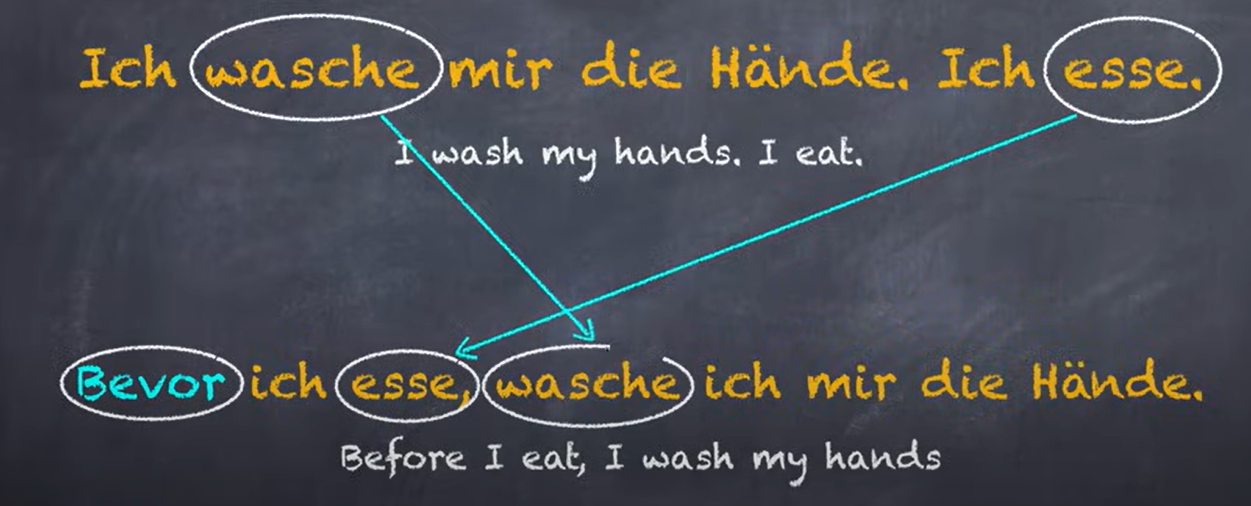 Ich wasche mir die Hände. Ich esse.
I wash my hands. I eat.
Bevor ich esse, wasche ich mir die Hände.
Before I eat, I wash my hands